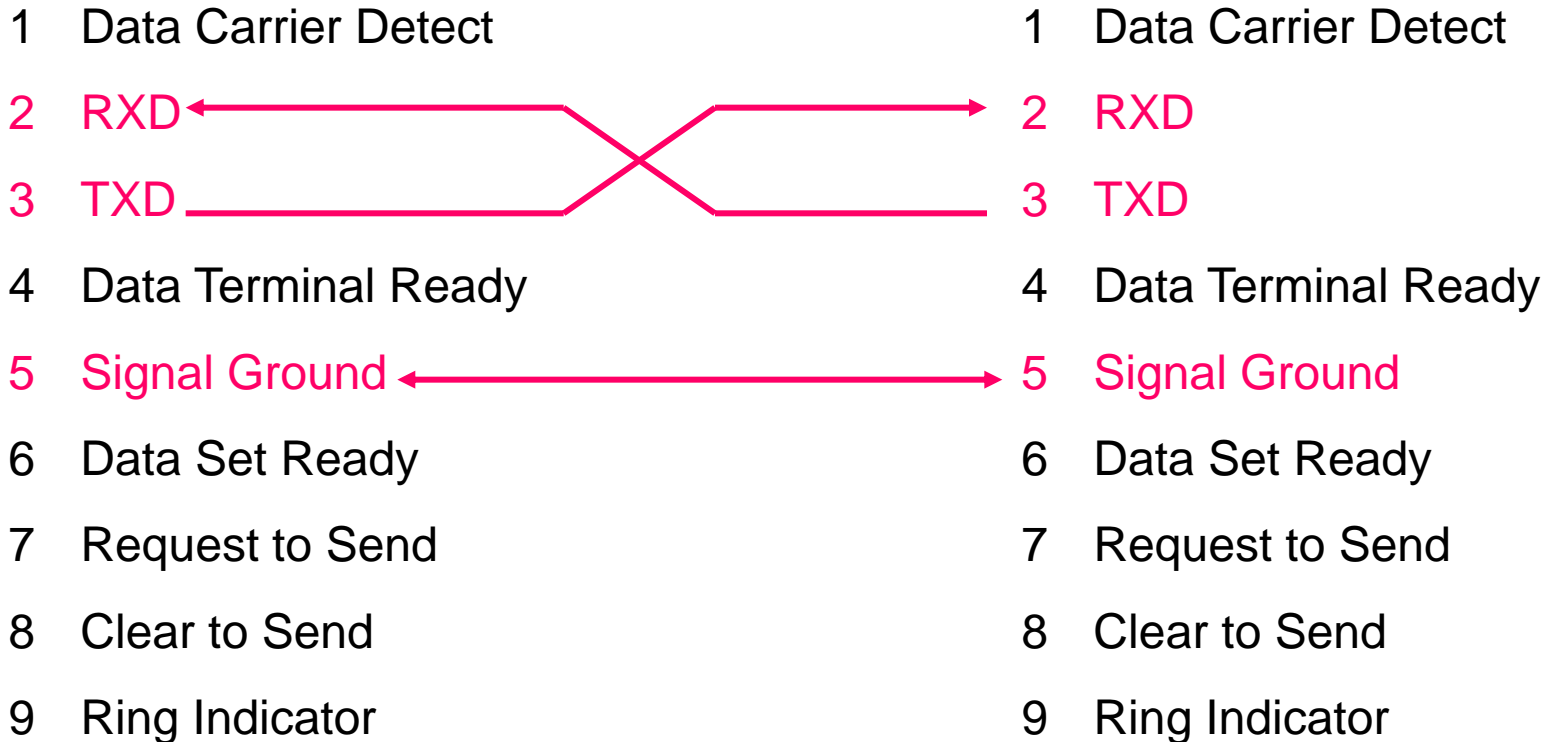 1 Data Carrier Detect 1 Data Carrier Detect
2 RXD 2 RXD
3 TXD 3 TXD
4 Data Terminal Ready 4 Data Terminal Ready
5 Signal Ground 5 Signal Ground
6 Data Set Ready 6 Data Set Ready
7 Request to Send 7 Request to Send
8 Clear to Send 8 Clear to Send
9 Ring Indicator 9 Ring Indicator